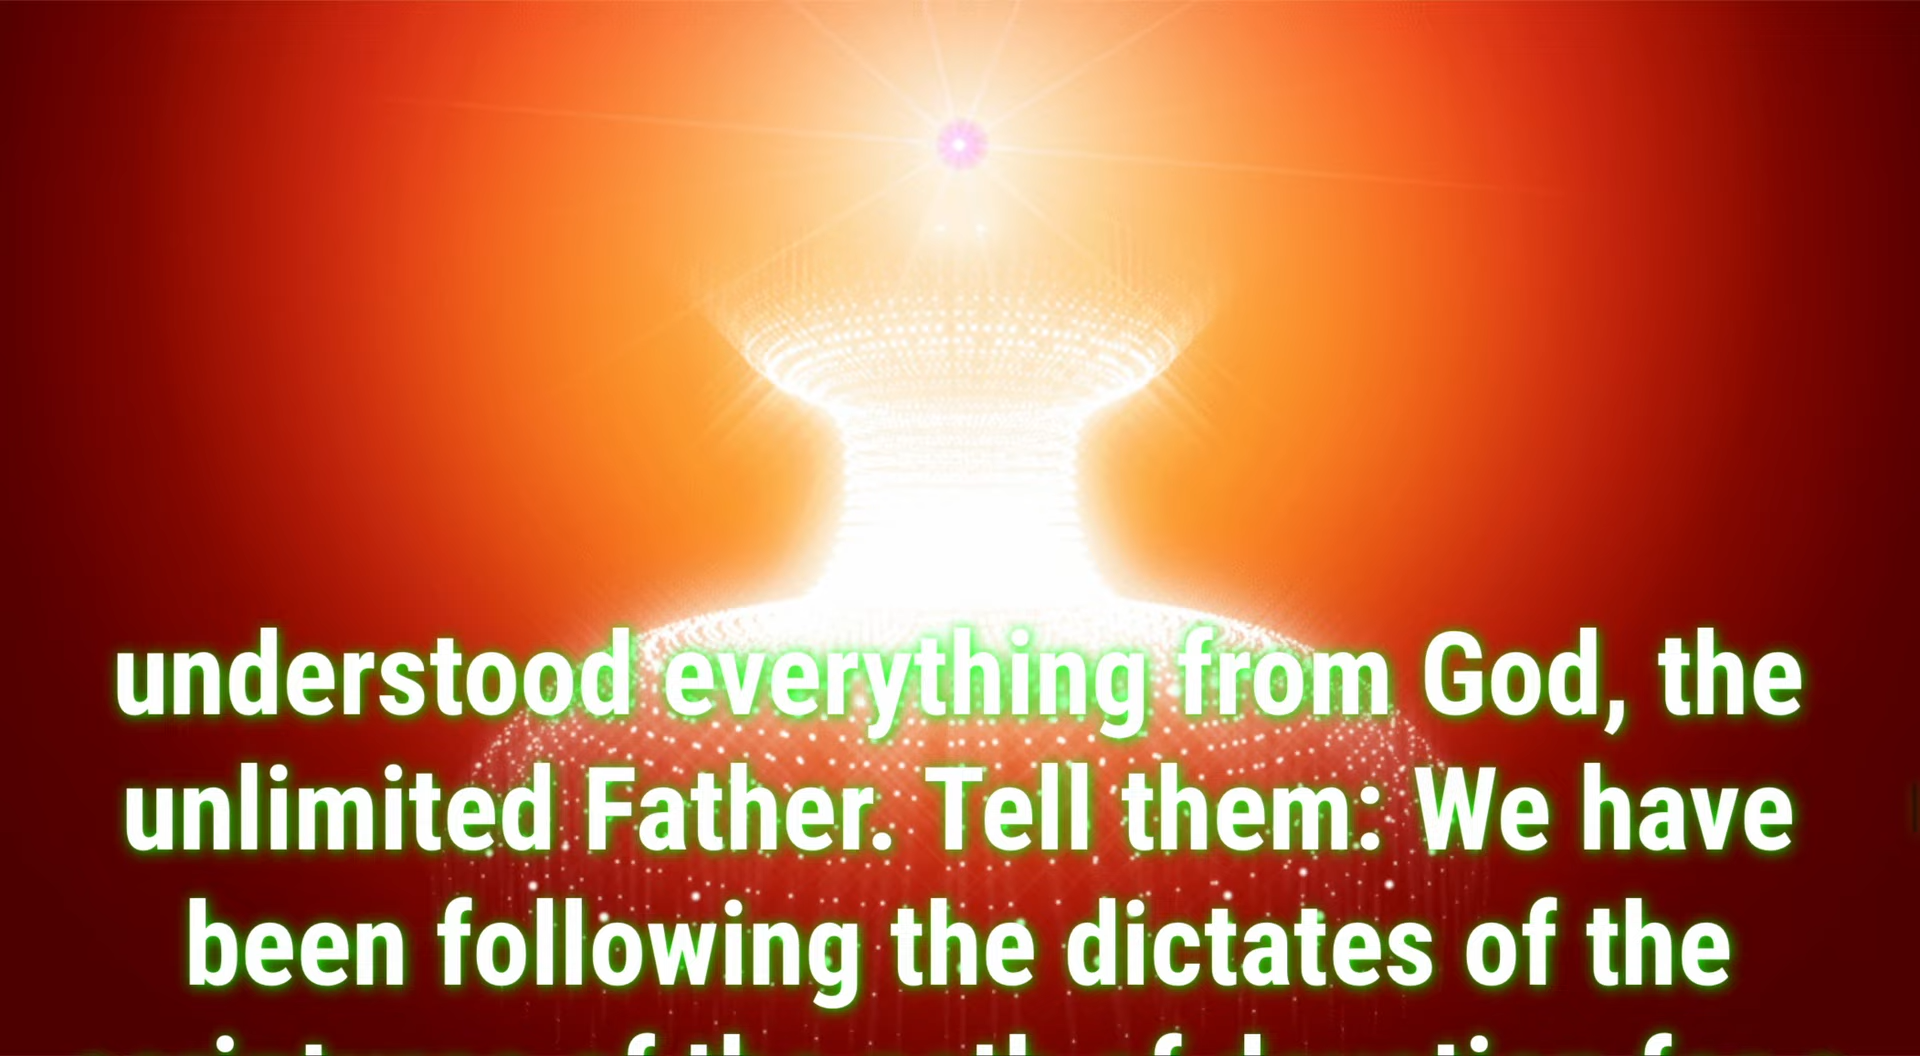 understood everything from God, the
unlimited Father. Tell them: We have
been following the dictates of the